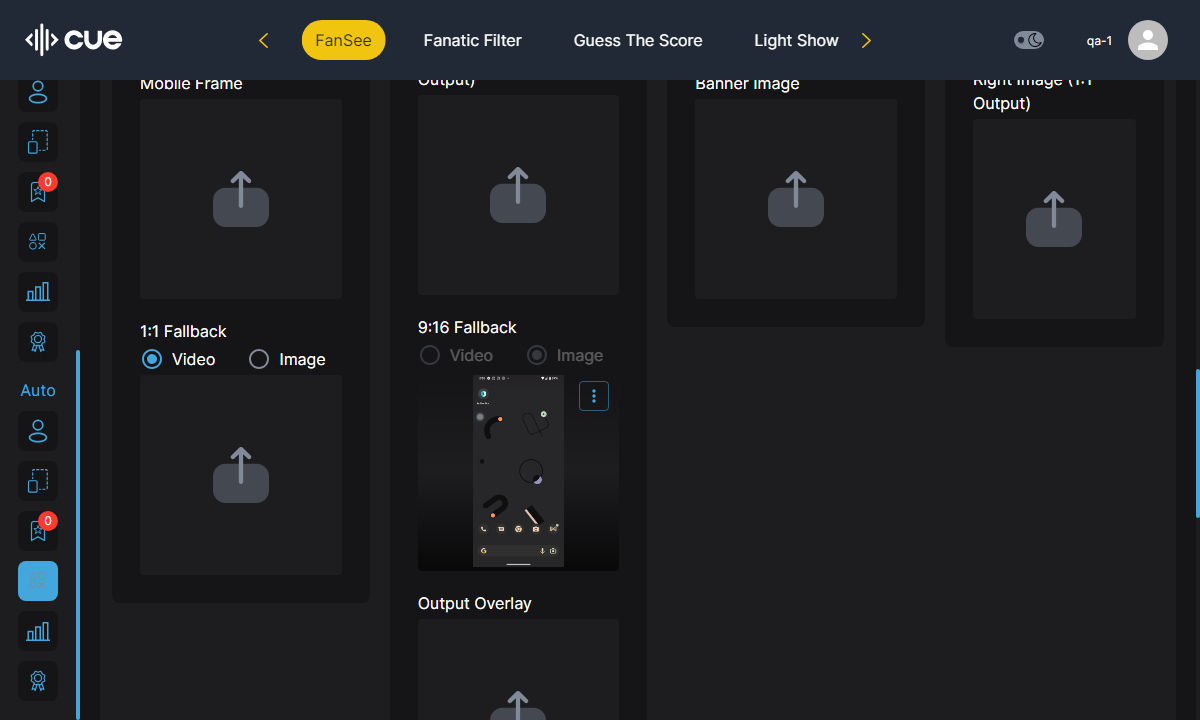 cue
FanSee
Fanatic Filter
Guess The Score
Light Show
qa-1
0
Auto
0
Mobile Frame
1:1 Fallback
Video
Image
Output)
9:16 Fallback
Video
Image
Output Overlay
Banner Image
Right Image (1:1
Output)